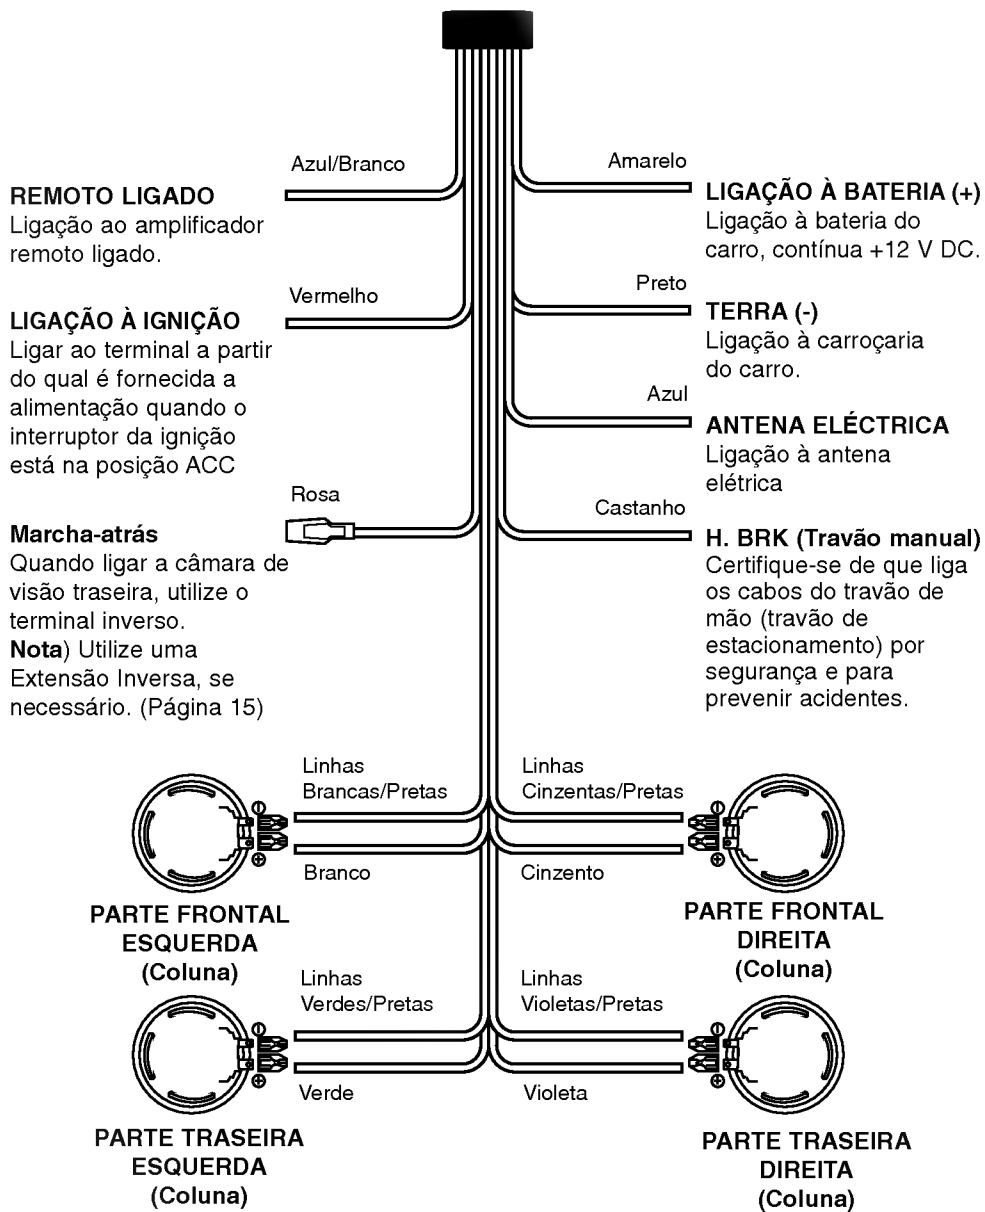 Azul/Branco
REMOTO LIGADO
Ligação ao amplificador
remoto ligado.
Vermelho
LIGAÇÃO À IGNIÇÃO
Ligar ao terminal a partir
do qual é fornecida a
alimentação quando o
interruptor da ignição
está na posição ACC
Rosa
Marcha-atrás
Quando ligar a câmara de
visão traseira, utilize o
terminal inverso.
Nota) Utilize uma
Extensão Inversa, se
necessário. (Página 15)
Amarelo
LIGAÇÃO À BATERIA (+)
Ligação à bateria do
carro, contínua +12 V DC.
Preto
TERRA (-)
Ligação à carroçaria
do carro.
Azul
ANTENA ELÉCTRICA
Ligação à antena
elétrica
Castanho
H. BRK (Travão manual)
Certifique-se de que liga
os cabos do travão de
mão (travão de
estacionamento) por
segurança e para
prevenir acidentes.
Linhas
Brancas/Pretas
Branco
PARTE FRONTAL
ESQUERDA
(Coluna)
Linhas
Cinzentas/Pretas
Cinzento
PARTE FRONTAL
DIREITA
(Coluna)
Linhas
Verdes/Pretas
Verde
PARTE TRASEIRA
ESQUERDA
(Coluna)
Linhas
Violetas/Pretas
Violeta
PARTE TRASEIRA
DIREITA
(Coluna)